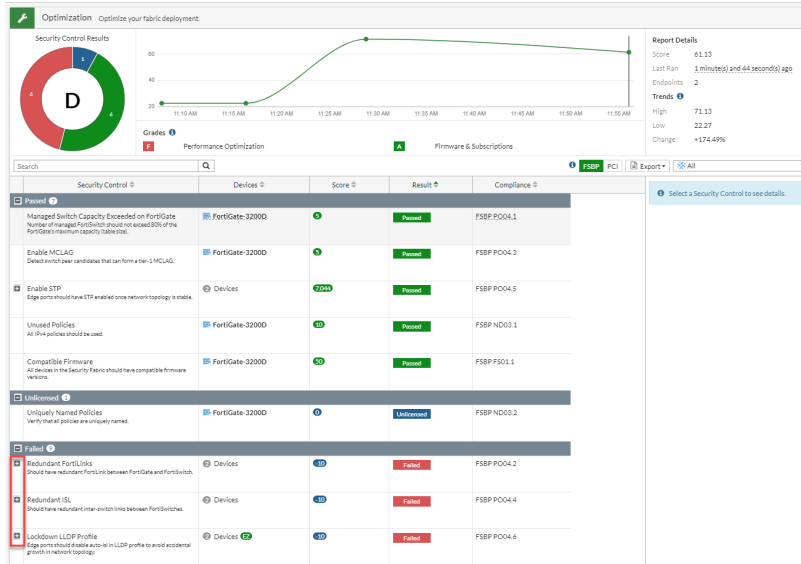 Optimization Optimize your fabric deployment.
Security Control Results
1
6
6
D
60
40
20
11:10 AM 11:15 AM 11:20 AM 11:25 AM 11:30 AM 11:35 AM 11:40 AM 11:45 AM 11:50 AM 11:55 AM
Grades
F Performance Optimization
A Firmware & Subscriptions
Report Details
Score 61.13
Last Ran 1 minute(s) and 44 second(s) ago
Endpoints 2
Trends
High 71.13
Low 22.27
Change +174.49%
Search
FSBP PCI Export All
Security Control Devices Score Result Compliance
Select a Security Control to see details.
Passed
Managed Switch Capacity Exceeded on FortiGate FortiGate-3200D 5 Passed FSBP PO04.1
Number of managed FortiSwitch should not exceed 80% of the
FortiGate's maximum capacity (table size).
Enable MCLAG FortiGate-3200D 5 Passed FSBP PO04.3
Detect switch peer candidates that can form a tier-1 MCLAG.
Enable STP 2 Devices 7.044 Passed FSBP PO04.5
Edge ports should have STP enabled once network topology is stable.
Unused Policies FortiGate-3200D 10 Passed FSBP ND03.1
All IPv4 policies should be used.
Compatible Firmware FortiGate-3200D 50 Passed FSBP FS01.1
All devices in the Security Fabric should have compatible firmware
versions.
Unlicensed 1
Uniquely Named Policies FortiGate-3200D 0 Unlicensed FSBP ND03.2
Verify that all policies are uniquely named.
Failed
Redundant FortiLinks 2 Devices -10 Failed FSBP PO04.2
Should have redundant FortiLink between FortiGate and FortiSwitch.
Redundant ISL 2 Devices -10 Failed FSBP PO04.4
Should have redundant inter-switch links between FortiSwitches.
Lockdown LLDP Profile 2 Devices EZ -10 Failed FSBP PO04.6
Edge ports should disable auto-isl in LLDP profile to avoid accidental
growth in network topology.